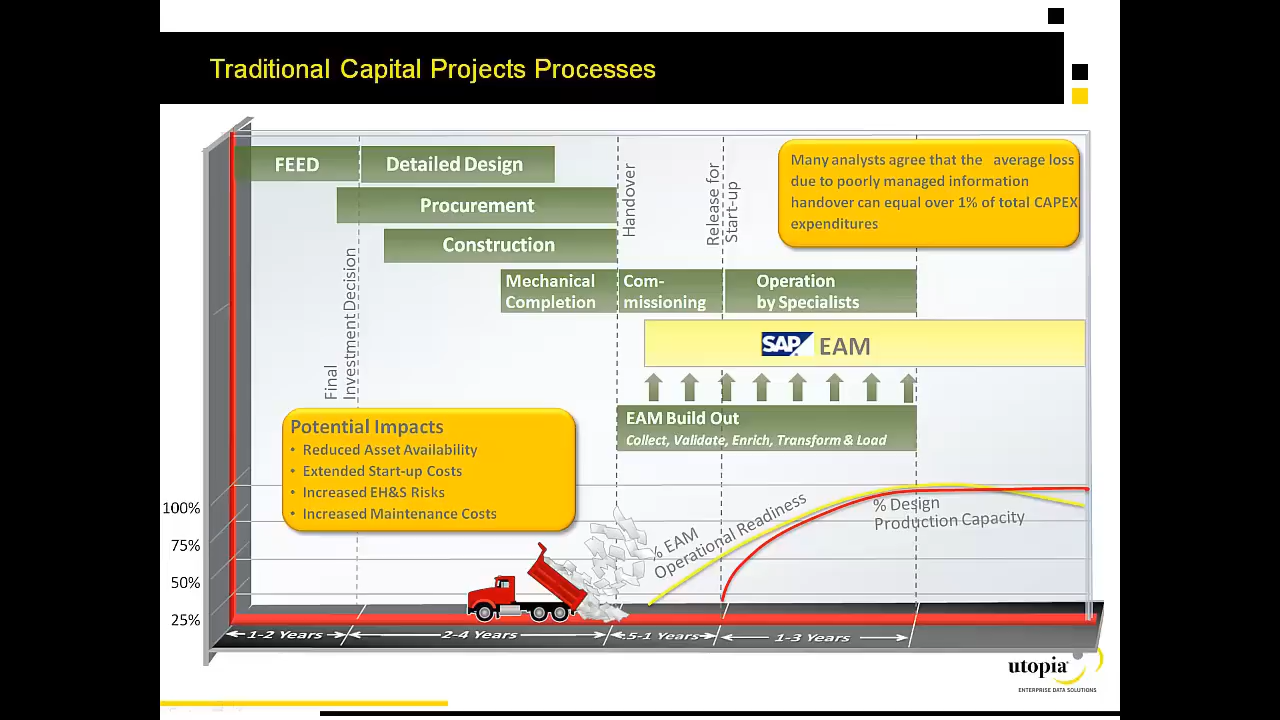 Traditional Capital Projects Processes
FEED
Detailed Design
Procurement
Construction
Mechanical
Completion
Com-
missioning
Operation
by Specialists
Final
Investment Decision
Handover
Release for
Start-up
Many analysts agree that the average loss
due to poorly managed information
handover can equal over 1% of total CAPEX
expenditures
SAP EAM
EAM Build Out
Collect, Validate, Enrich, Transform & Load
Potential Impacts
• Reduced Asset Availability
• Extended Start-up Costs
• Increased EH&S Risks
• Increased Maintenance Costs
100%
75%
50%
25%
% EAM
Operational Readiness
% Design
Production Capacity
1-2 Years
2-4 Years
.5-1 Years
1-3 Years
utopia
ENTERPRISE DATA SOLUTIONS